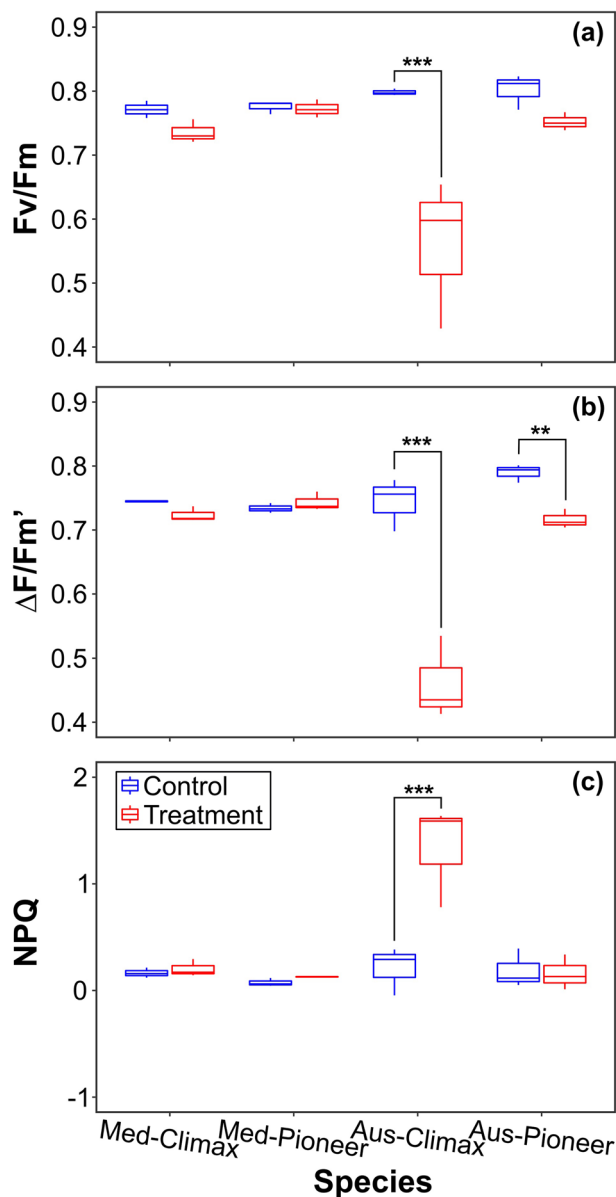 (a)
0.9
0.8
0.7
0.6
0.5
0.4
Fv/Fm
***
(b)
0.9
0.8
0.7
0.6
0.5
0.4
ΔF/Fm'
***
**
(c)
2
1
0
-1
NPQ
Control
Treatment
***
Med-Climax
Med-Pioneer
Aus-Climax
Aus-Pioneer
Species